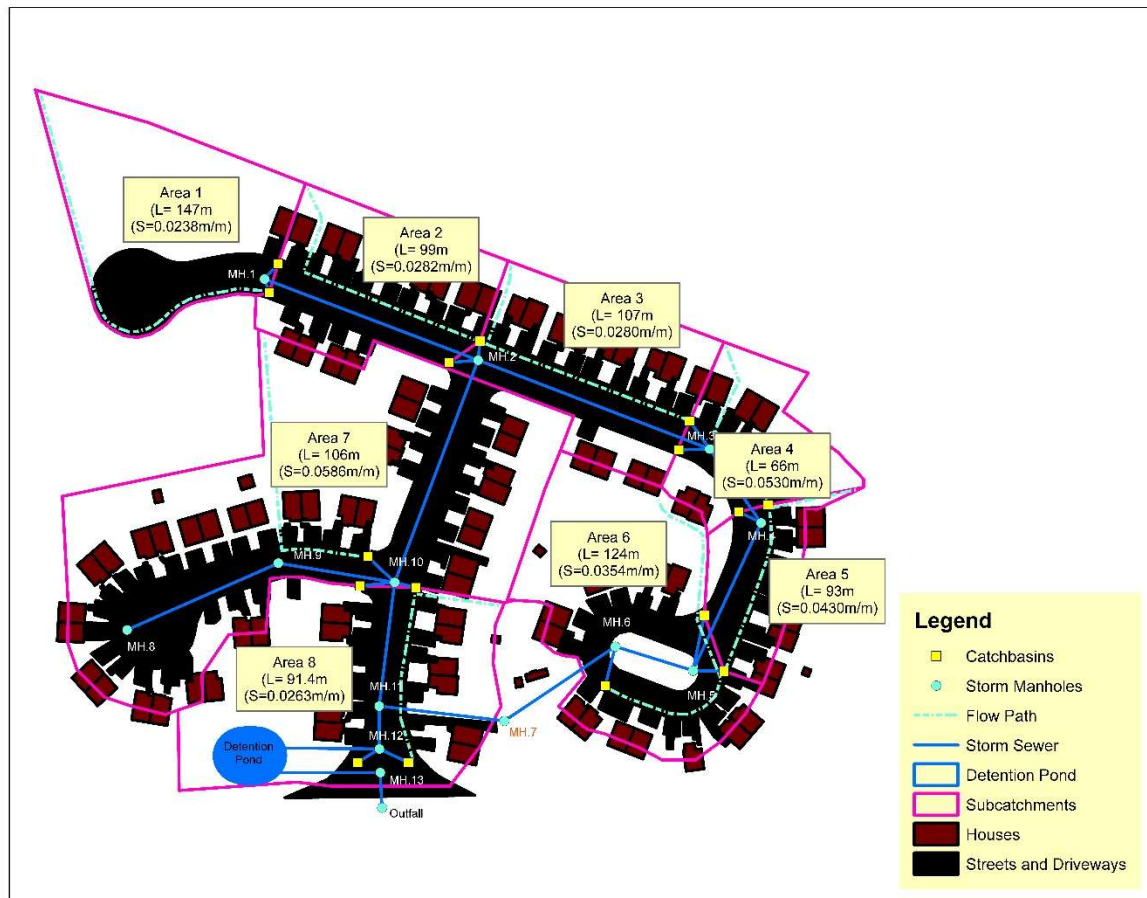 Area 1
(L= 147m
(S=0.0238m/m)
Area 2
(L= 99m
(S=0.0282m/m)
MH.1
Area 3
(L= 107m
(S=0.0280m/m)
MH.2
MH.3
Area 4
(L= 66m
(S=0.0530m/m)
Area 7
(L= 106m
(S=0.0586m/m)
MH.4
Area 6
(L= 124m
(S=0.0354m/m)
MH.9
MH.10
Area 5
(L= 93m
(S=0.0430m/m)
MH.8
MH.6
Area 8
(L= 91.4m
(S=0.0263m/m)
MH.5
MH.11
MH.7
MH.12
Detention
Pond
MH.13
Outfall
Legend
Catchbasins
Storm Manholes
Flow Path
Storm Sewer
Detention Pond
Subcatchments
Houses
Streets and Driveways